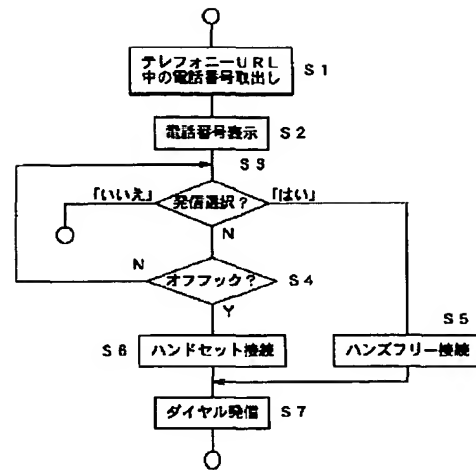 テレフォニーURL
中の電話番号取出し
S1
電話番号表示
S2
S3
「いいえ」
発信選択?
「はい」
N
N
オフフック?
S4
Y
S5
S6
ハンドセット接続
ハンズフリー接続
ダイヤル発信
S7